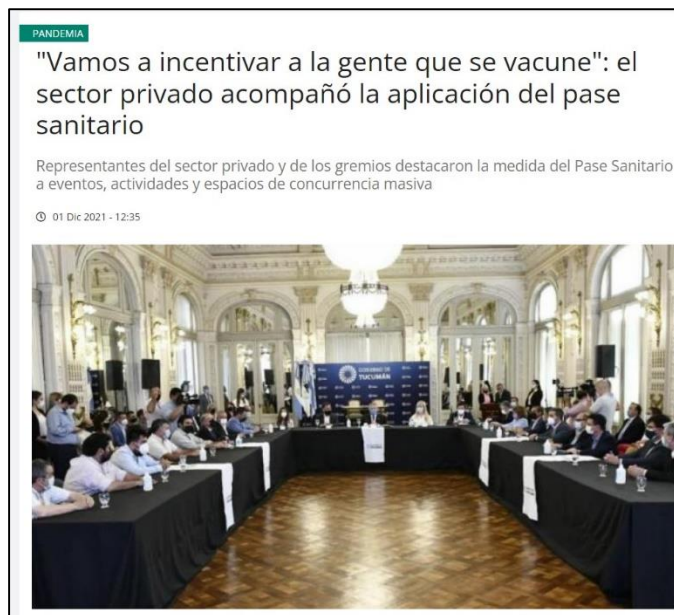 PANDEMIA
"Vamos a incentivar a la gente que se vacune": el
sector privado acompañó la aplicación del pase
sanitario
Representantes del sector privado y de los gremios destacaron la medida del Pase Sanitario
a eventos, actividades y espacios de concurrencia masiva
01 Dic 2021 - 12:35
GOBIERNO DE
TUCUMÁN